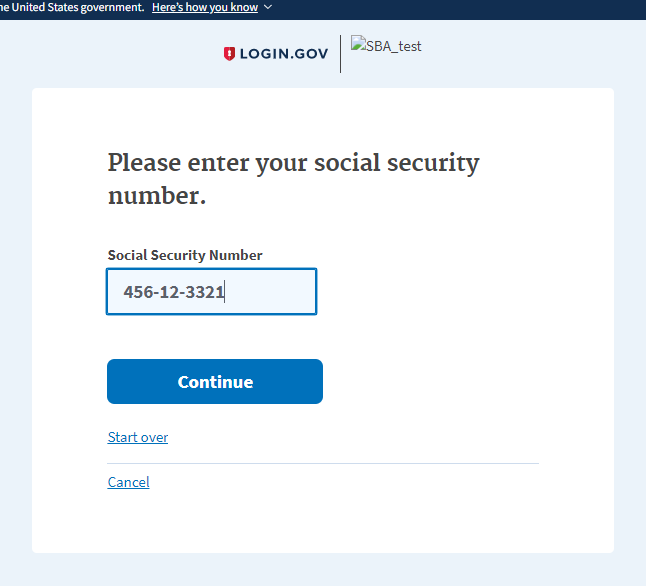 he United States government. Here's how you know
LOGIN.GOV
SBA_test
Please enter your social security
number.
Social Security Number
456-12-3321
Continue
Start over
Cancel